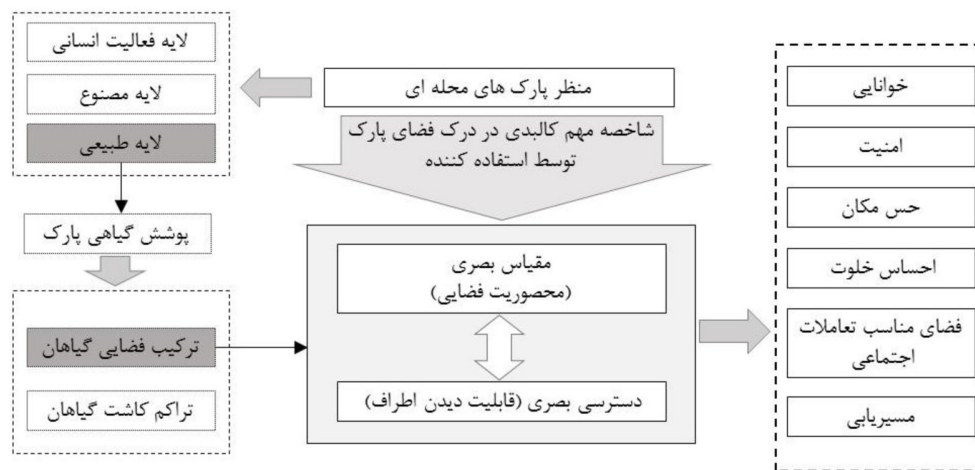 لایه فعالیت انسانی
لایه مصنوع
لایه طبیعی
پوشش گیاهی پارک
ترکیب فضایی گیاهان
تراکم کاشت گیاهان
منظر پارک های محله ای
شاخصه مهم کالبدی در درک فضای پارک
توسط استفاده کننده
مقیاس بصری
(محصوریت فضایی)
دسترسی بصری (قابلیت دیدن اطراف)
خوانایی
امنیت
حس مکان
احساس خلوت
فضای مناسب تعاملات
اجتماعی
مسیریابی